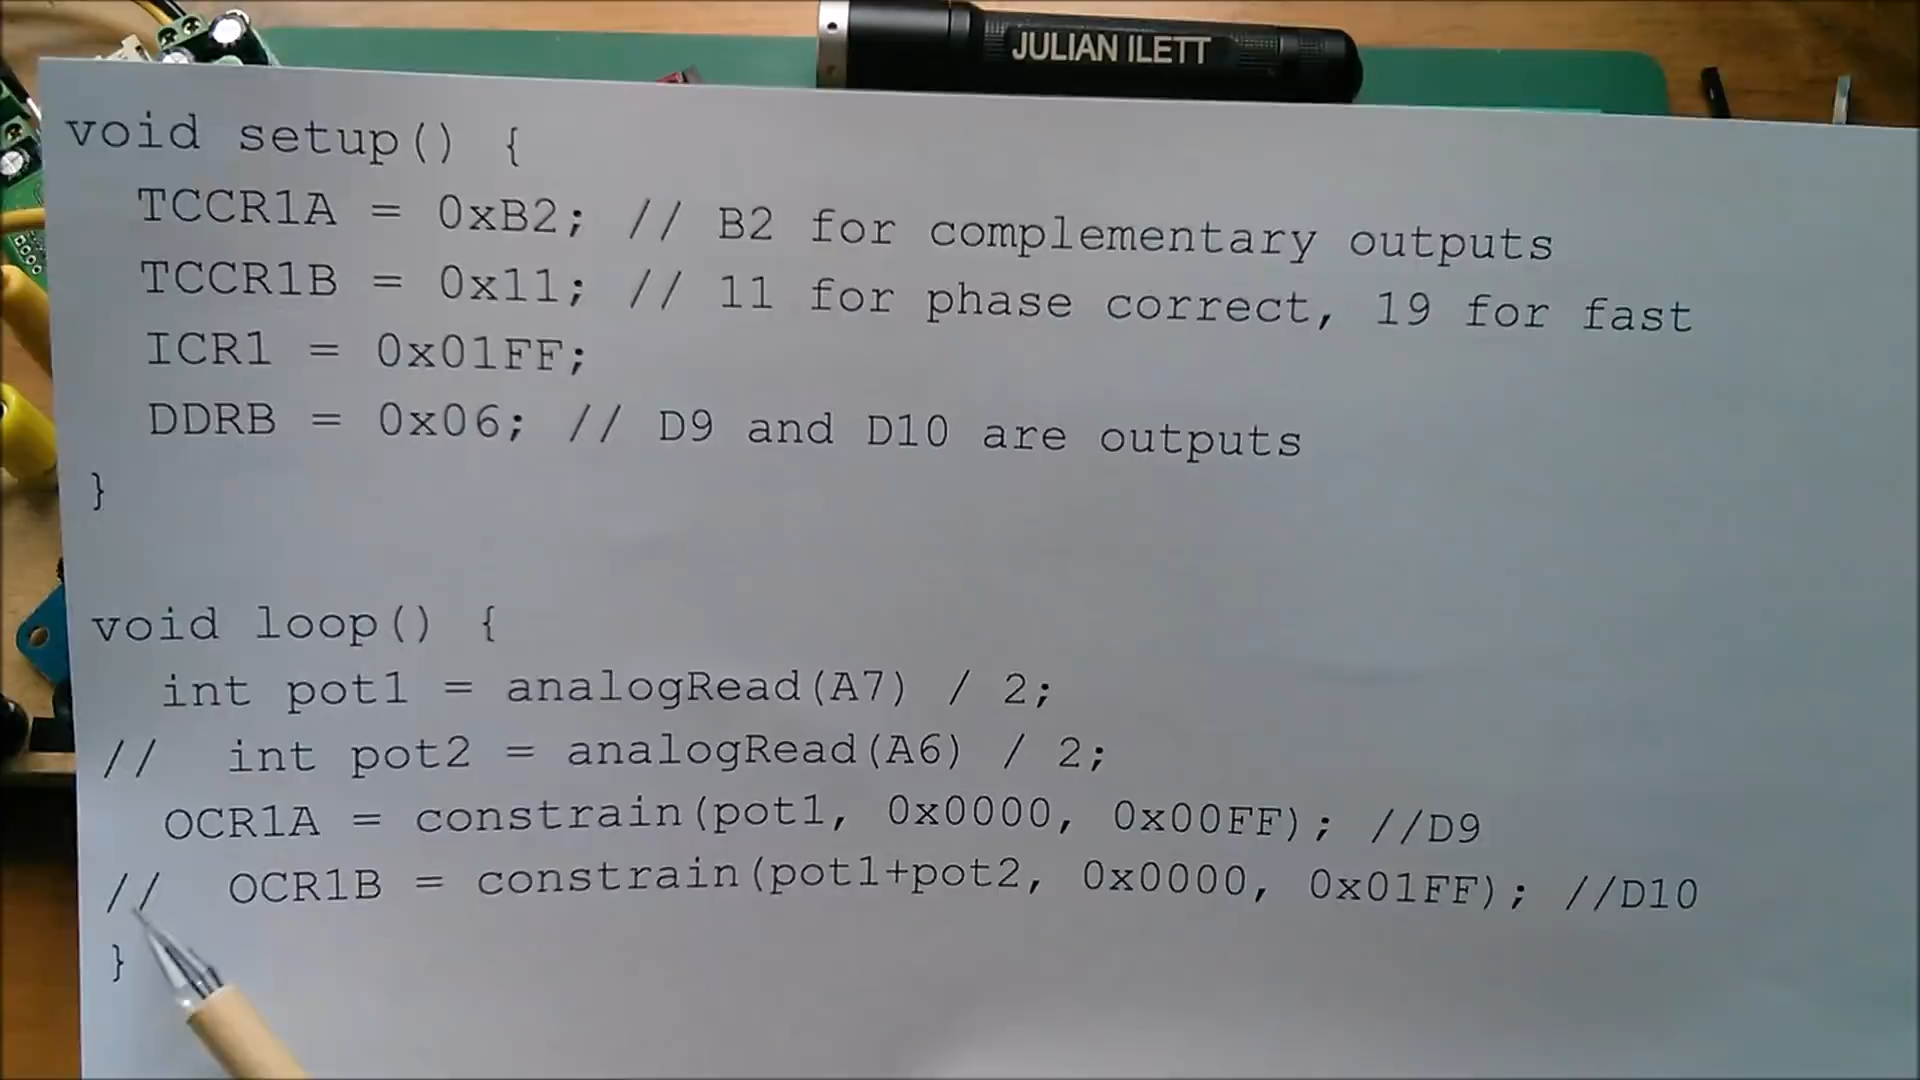 JULIAN ILETT
void setup() {
TCCR1A = 0xB2; // B2 for complementary outputs
TCCR1B = 0x11; // 11 for phase correct, 19 for fast
ICR1 = 0x01FF;
DDRB = 0x06; // D9 and D10 are outputs
}
void loop() {
int pot1 = analogRead(A7) / 2;
// int pot2 = analogRead(A6) / 2;
OCR1A = constrain(pot1, 0x0000, 0x00FF); //D9
// OCR1B = constrain(pot1+pot2, 0x0000, 0x01FF); //D10
}